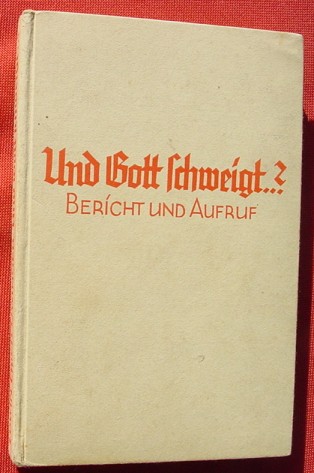 Und Gott schweigt..?
BERICHT UND AUFRUF